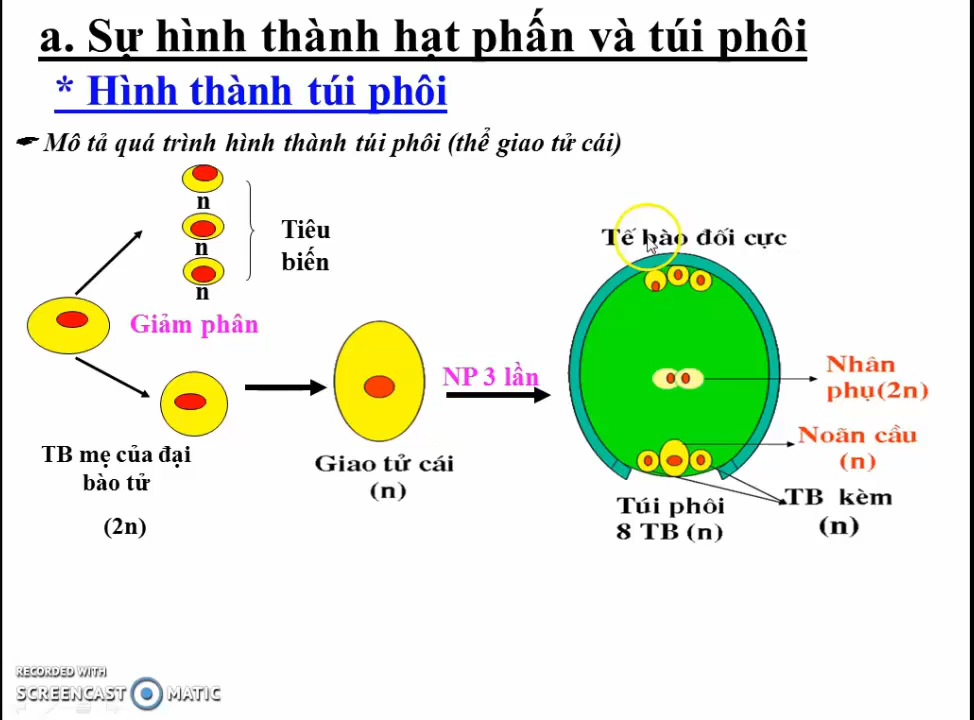 a. Sự hình thành hạt phấn và túi phôi
* Hình thành túi phôi
Mô tả quá trình hình thành túi phôi (thể giao tử cái)
n
n
n
Tiêu
biến
Giảm phân
TB mẹ của đại
bào tử
(2n)
Giao tử cái
(n)
NP 3 lần
Tế bào đối cực
Nhân
phụ(2n)
Noãn cầu
(n)
TB kèm
(n)
Túi phôi
8 TB (n)
RECORDED WITH
SCREENCAST MATIC